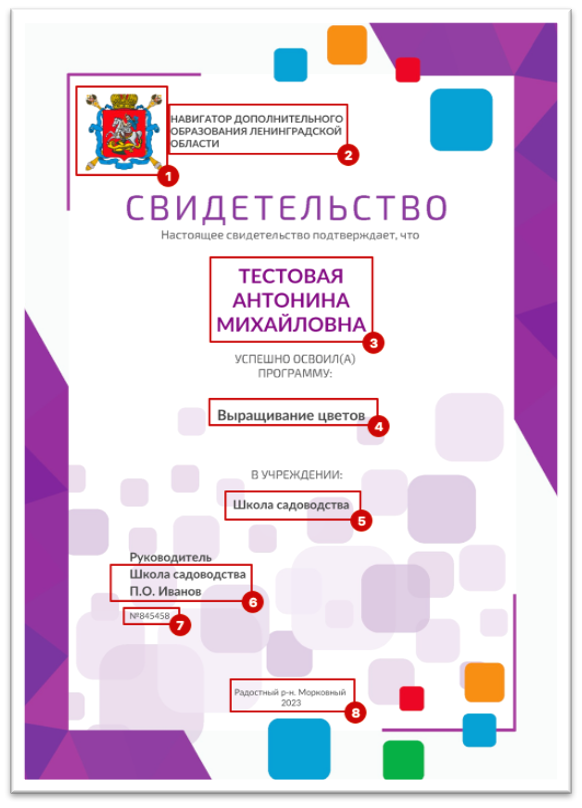 НАВИГАТОР ДОПОЛНИТЕЛЬНОГО
ОБРАЗОВАНИЯ ЛЕНИНГРАДСКОЙ
ОБЛАСТИ
1
2
СВИДЕТЕЛЬСТВО
Настоящее свидетельство подтверждает, что
ТЕСТОВАЯ
АНТОНИНА
МИХАЙЛОВНА
3
УСПЕШНО ОСВОИЛ(А)
ПРОГРАММУ:
Выращивание цветов
4
В УЧРЕЖДЕНИИ:
Школа садоводства
5
Руководитель
Школа садоводства
П.О. Иванов
6
№845458
7
Радостный р-н. Морковный
2023
8